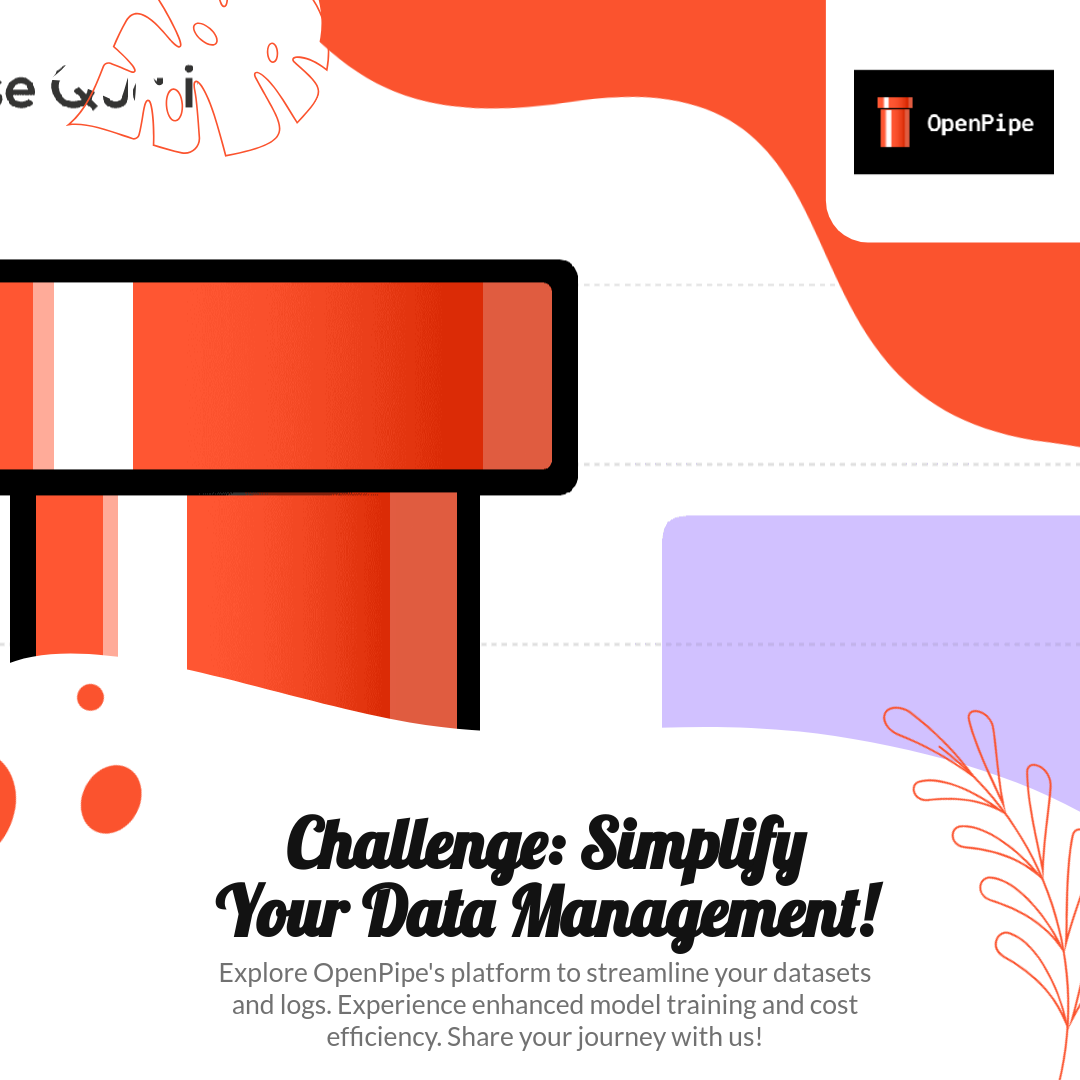 se
OpenPipe
Challenge: Simplify
Your Data Management!
Explore OpenPipe's platform to streamline your datasets
and logs. Experience enhanced model training and cost
efficiency. Share your journey with us!